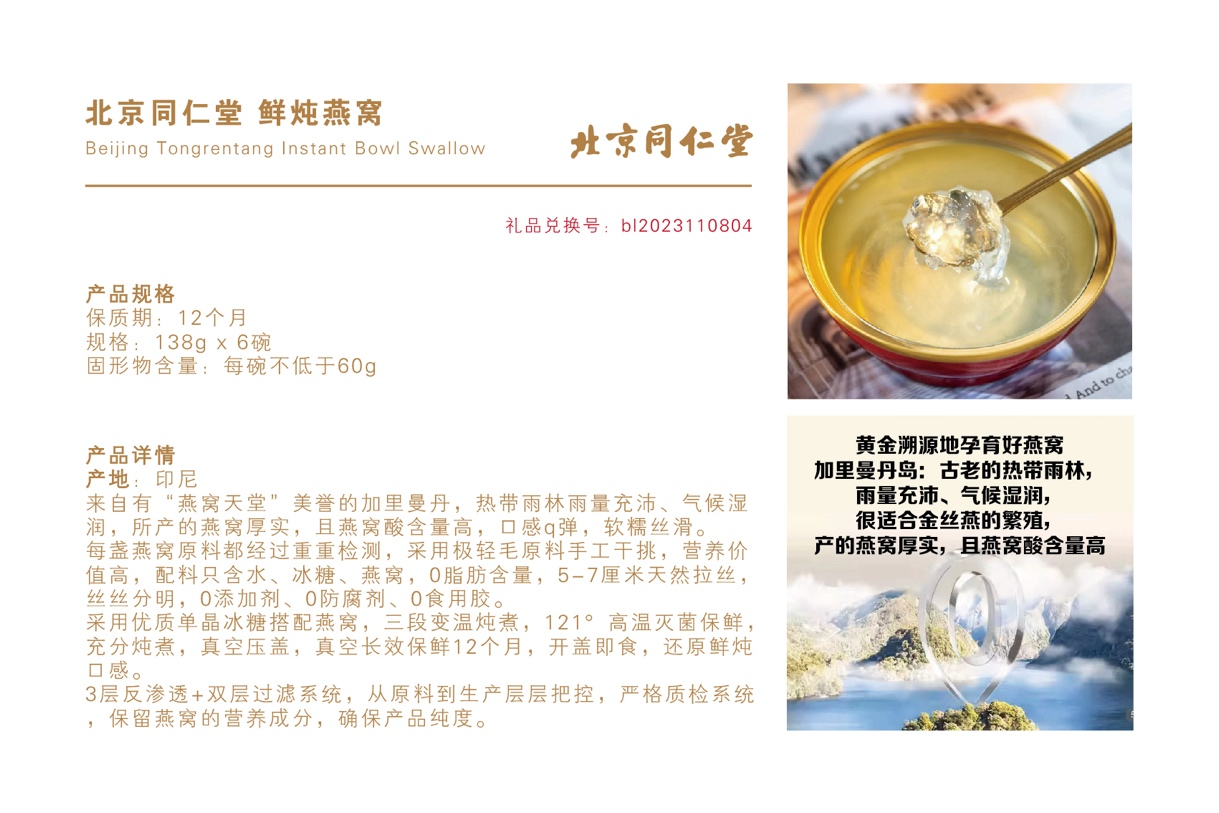 北京同仁堂 鲜炖燕窝
Beijing Tongrentang Instant Bowl Swallow
北京同仁堂
礼品兑换号：bl2023110804
产品规格
保质期：12个月
规格：138g x 6碗
固形物含量：每碗不低于60g
产品详情
产地：印尼
来自有“燕窝天堂”美誉的加里曼丹，热带雨林雨量充沛、气候湿
润，所产的燕窝厚实，且燕窝酸含量高，口感q弹，软糯丝滑。
每盏燕窝原料都经过重重检测，采用极轻毛原料手工干挑，营养价
值高，配料只含水、冰糖、燕窝，0脂肪含量，5-7厘米天然拉丝，
丝丝分明，0添加剂、0防腐剂、0食用胶。
采用优质单晶冰糖搭配燕窝，三段变温炖煮，121° 高温灭菌保鲜，
充分炖煮，真空压盖，真空长效保鲜12个月，开盖即食，还原鲜炖
口感。
3层反渗透+双层过滤系统，从原料到生产层层把控，严格质检系统
，保留燕窝的营养成分，确保产品纯度。
And to cha
黄金溯源地孕育好燕窝
加里曼丹岛：古老的热带雨林，
雨量充沛、气候湿润，
很适合金丝燕的繁殖，
产的燕窝厚实，且燕窝酸含量高